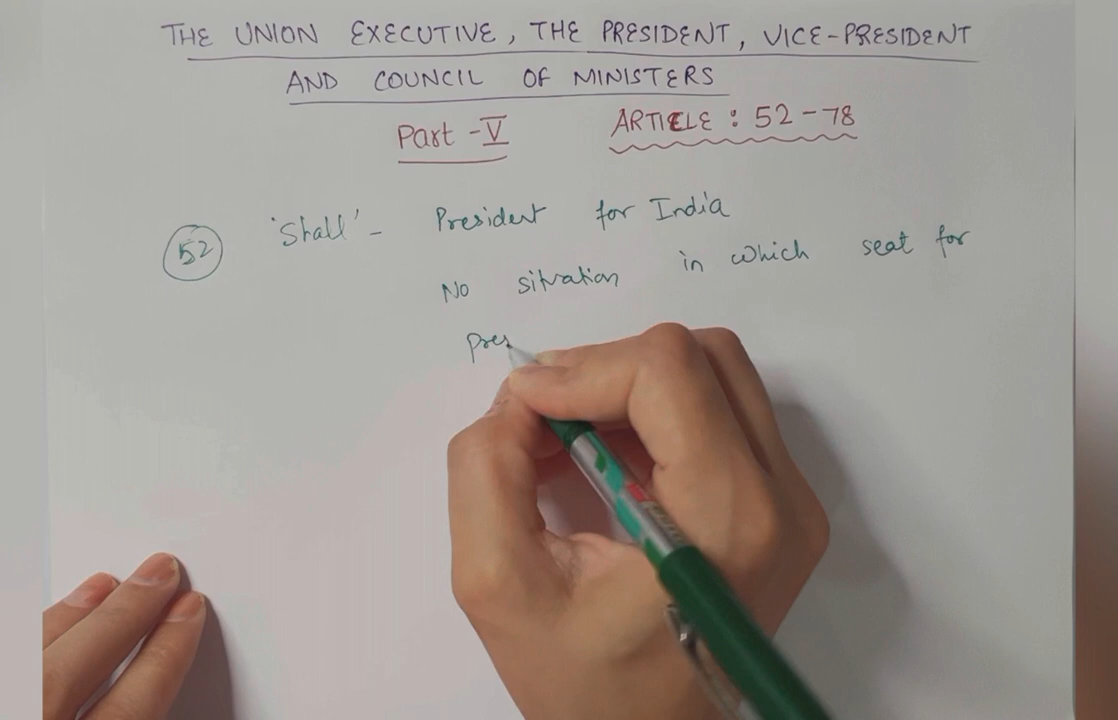 THE UNION EXECUTIVE, THE PRESIDENT, VICE-PRESIDENT
AND COUNCIL OF MINISTERS
Part -V ARTICLE : 52-78
52 'Shall' - President for India
No situation in which seat for
Pres